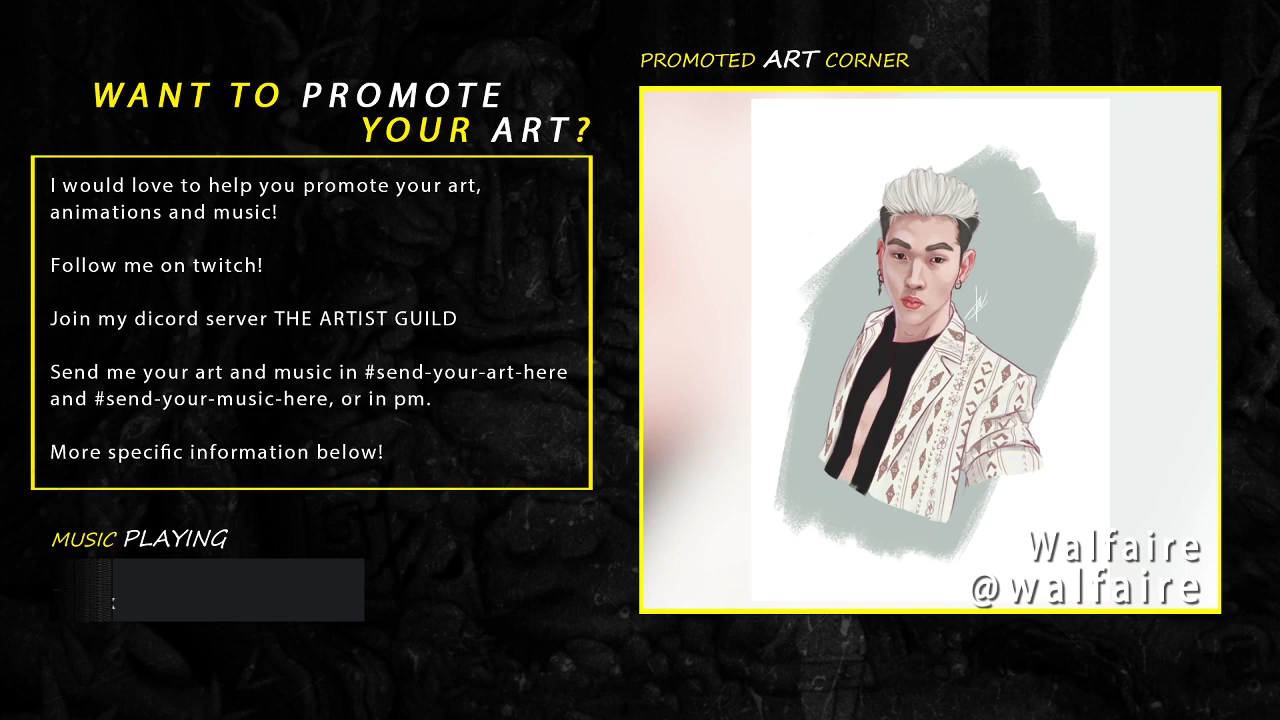 WANT TO PROMOTE
YOUR ART?
I would love to help you promote your art,
animations and music!
Follow me on twitch!
Join my dicord server THE ARTIST GUILD
Send me your art and music in #send-your-art-here
and #send-your-music-here, or in pm.
More specific information below!
MUSIC PLAYING
PROMOTED ART CORNER
Walfaire
@walfaire